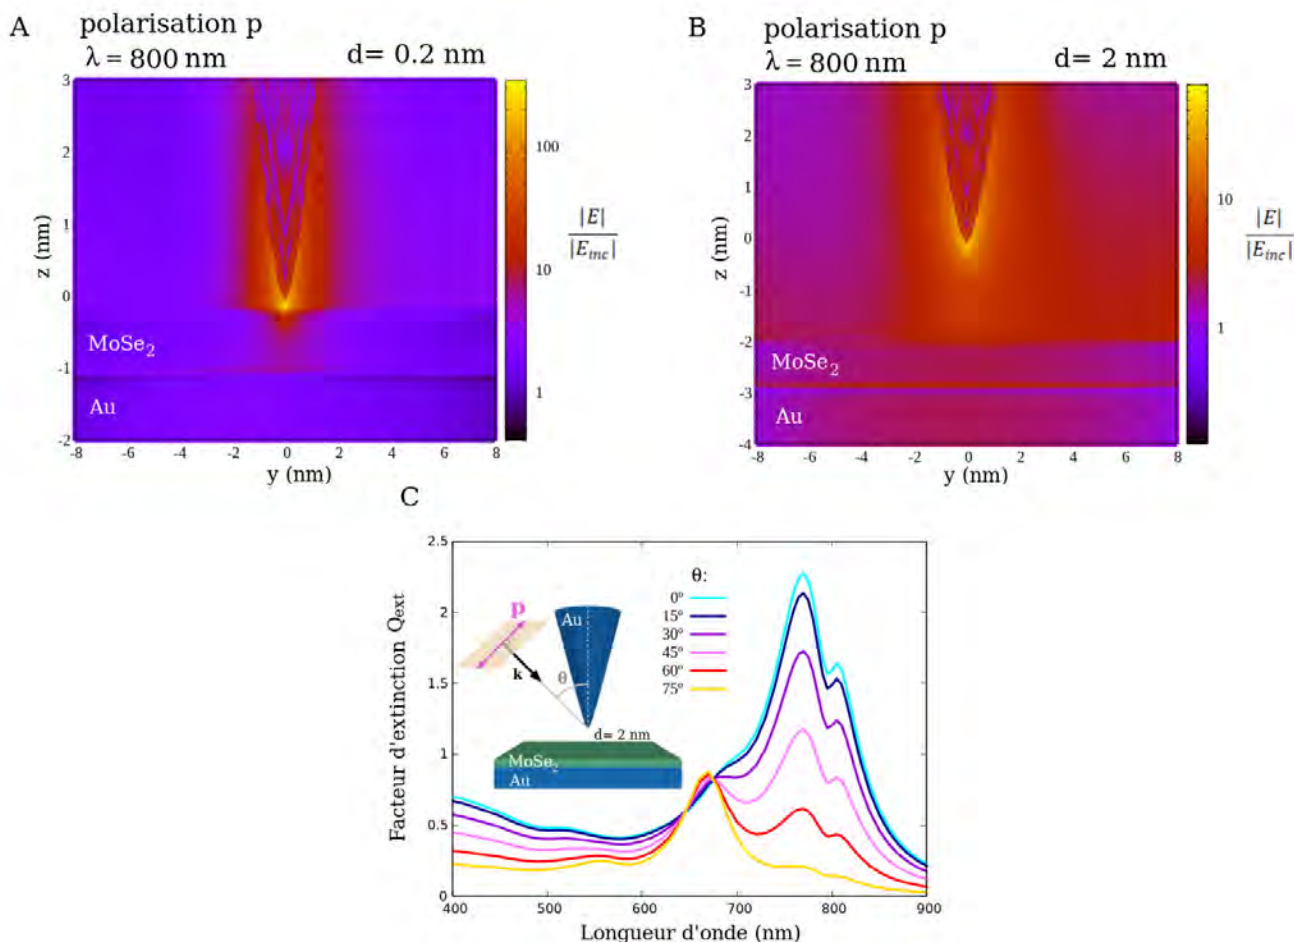 A
polarisation p
λ = 800 nm
d= 0.2 nm
3
2
1
0
-1
-2
z (nm)
MoSe2
Au
-8
-6
-4
-2
0
2
4
6
8
y (nm)
100
10
1
|E|
|Einc|
B
polarisation p
λ = 800 nm
d= 2 nm
3
2
1
0
-1
-2
-3
-4
z (nm)
MoSe2
Au
-8
-6
-4
-2
0
2
4
6
8
y (nm)
10
1
|E|
|Einc|
C
Facteur d'extinction Qext
2.5
2
1.5
1
0.5
0
p
k
θ
Au
d= 2 nm
MoSe2
Au
θ:
0°
15°
30°
45°
60°
75°
400
500
600
700
800
900
Longueur d'onde (nm)